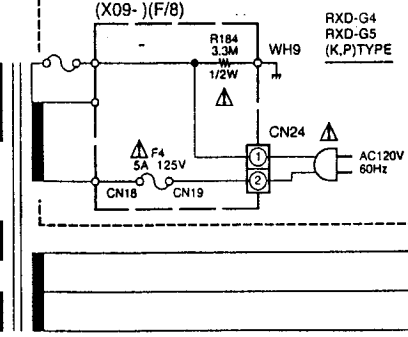 (X09- )(F/8)
RXD-G4
RXD-G5
(K,P)TYPE
R184
3.3M
1/2W
WH9
CN24
F4
5A 125V
1
2
AC120V
60Hz
CN18
CN19